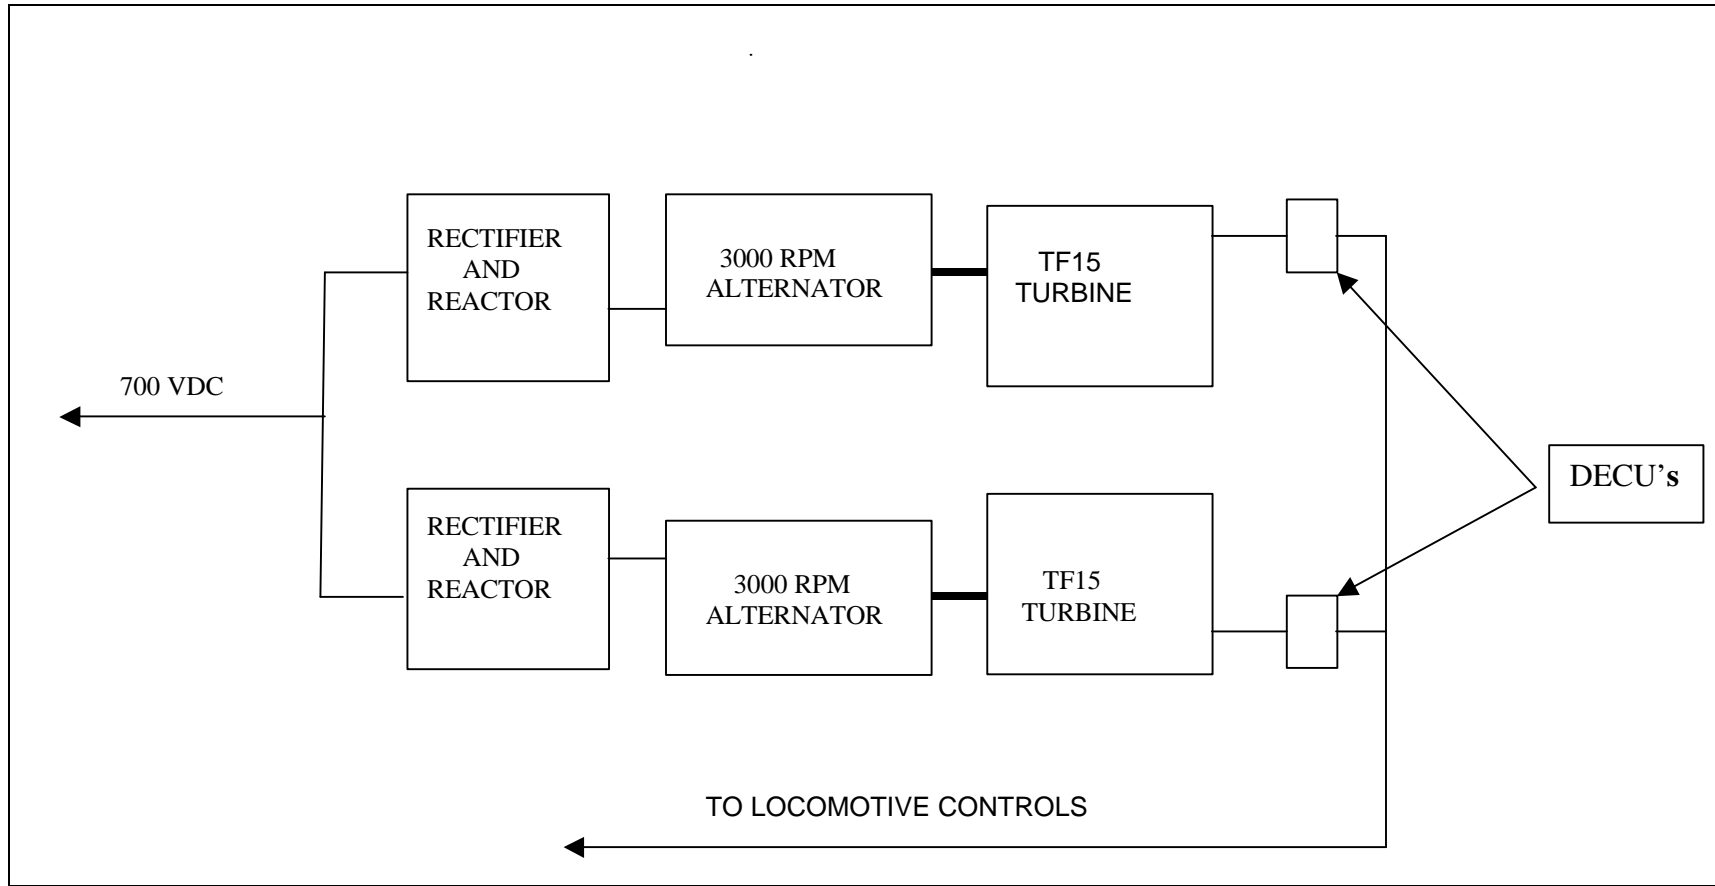 RECTIFIER
AND
REACTOR
3000 RPM
ALTERNATOR
TF15
TURBINE
700 VDC
DECU's
RECTIFIER
AND
REACTOR
3000 RPM
ALTERNATOR
TF15
TURBINE
TO LOCOMOTIVE CONTROLS